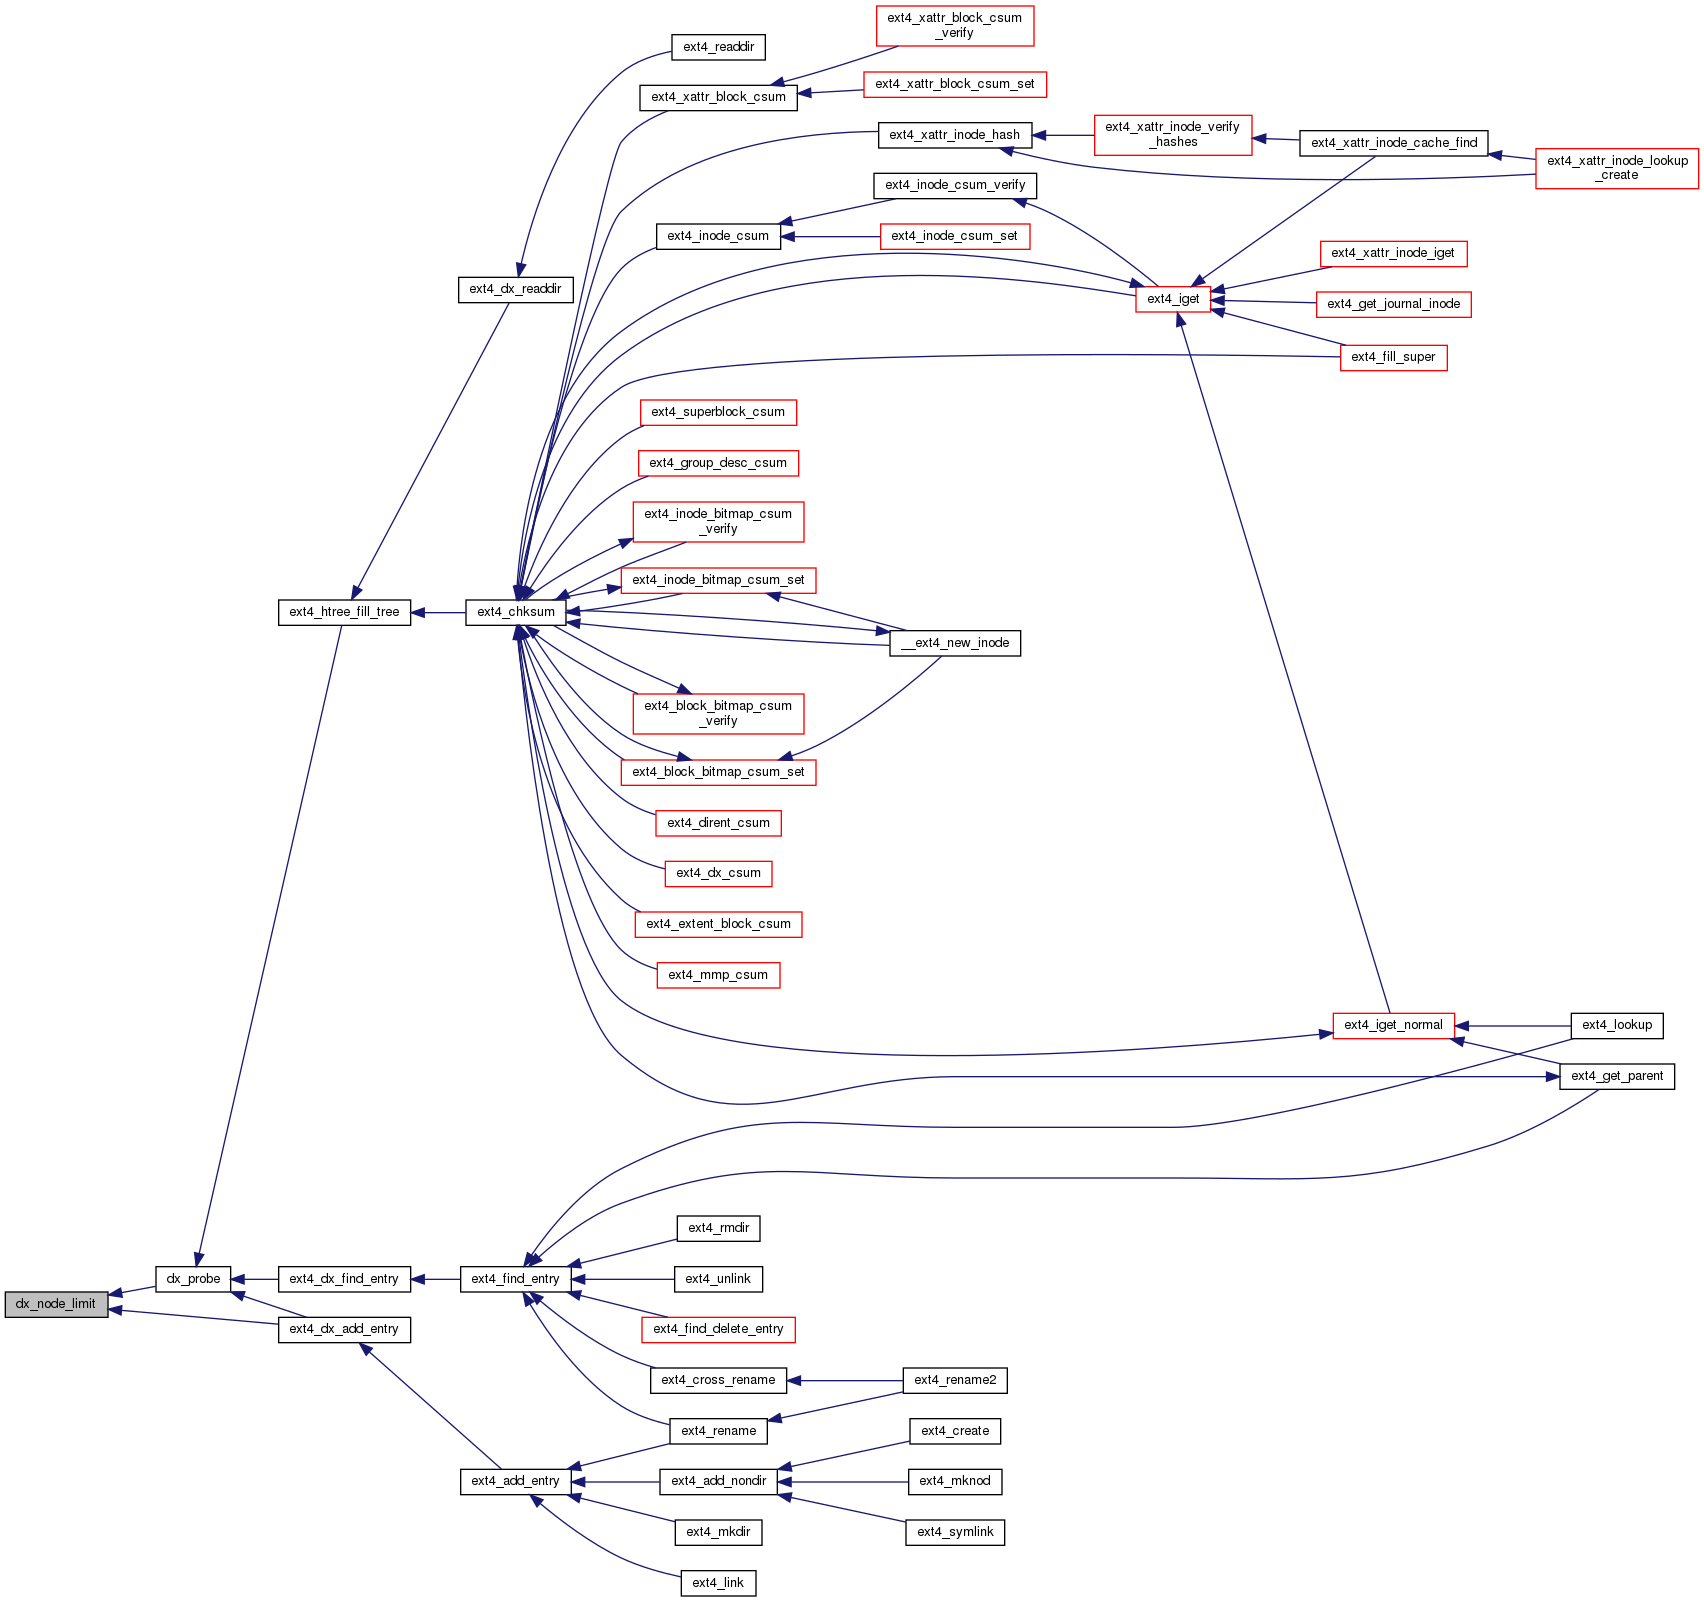 ext4_xattr_block_csum
_verify
ext4_readdir
ext4_xattr_block_csum_set
ext4_xattr_block_csum
ext4_xattr_inode_hash
ext4_xattr_inode_verify
_hashes
ext4_xattr_inode_cache_find
ext4_xattr_inode_lookup
_create
ext4_inode_csum_verify
ext4_inode_csum
ext4_inode_csum_set
ext4_xattr_inode_iget
ext4_dx_readdir
ext4_iget
ext4_get_journal_inode
ext4_fill_super
ext4_superblock_csum
ext4_group_desc_csum
ext4_inode_bitmap_csum
_verify
ext4_inode_bitmap_csum_set
ext4_htree_fill_tree
ext4_chksum
__ext4_new_inode
ext4_block_bitmap_csum
_verify
ext4_block_bitmap_csum_set
ext4_dirent_csum
ext4_dx_csum
ext4_extent_block_csum
ext4_mmp_csum
ext4_iget_normal
ext4_lookup
ext4_get_parent
ext4_rmdir
dx_probe
ext4_dx_find_entry
ext4_find_entry
ext4_unlink
dx_node_limit
ext4_dx_add_entry
ext4_find_delete_entry
ext4_cross_rename
ext4_rename2
ext4_rename
ext4_create
ext4_add_entry
ext4_add_nondir
ext4_mknod
ext4_mkdir
ext4_symlink
ext4_link